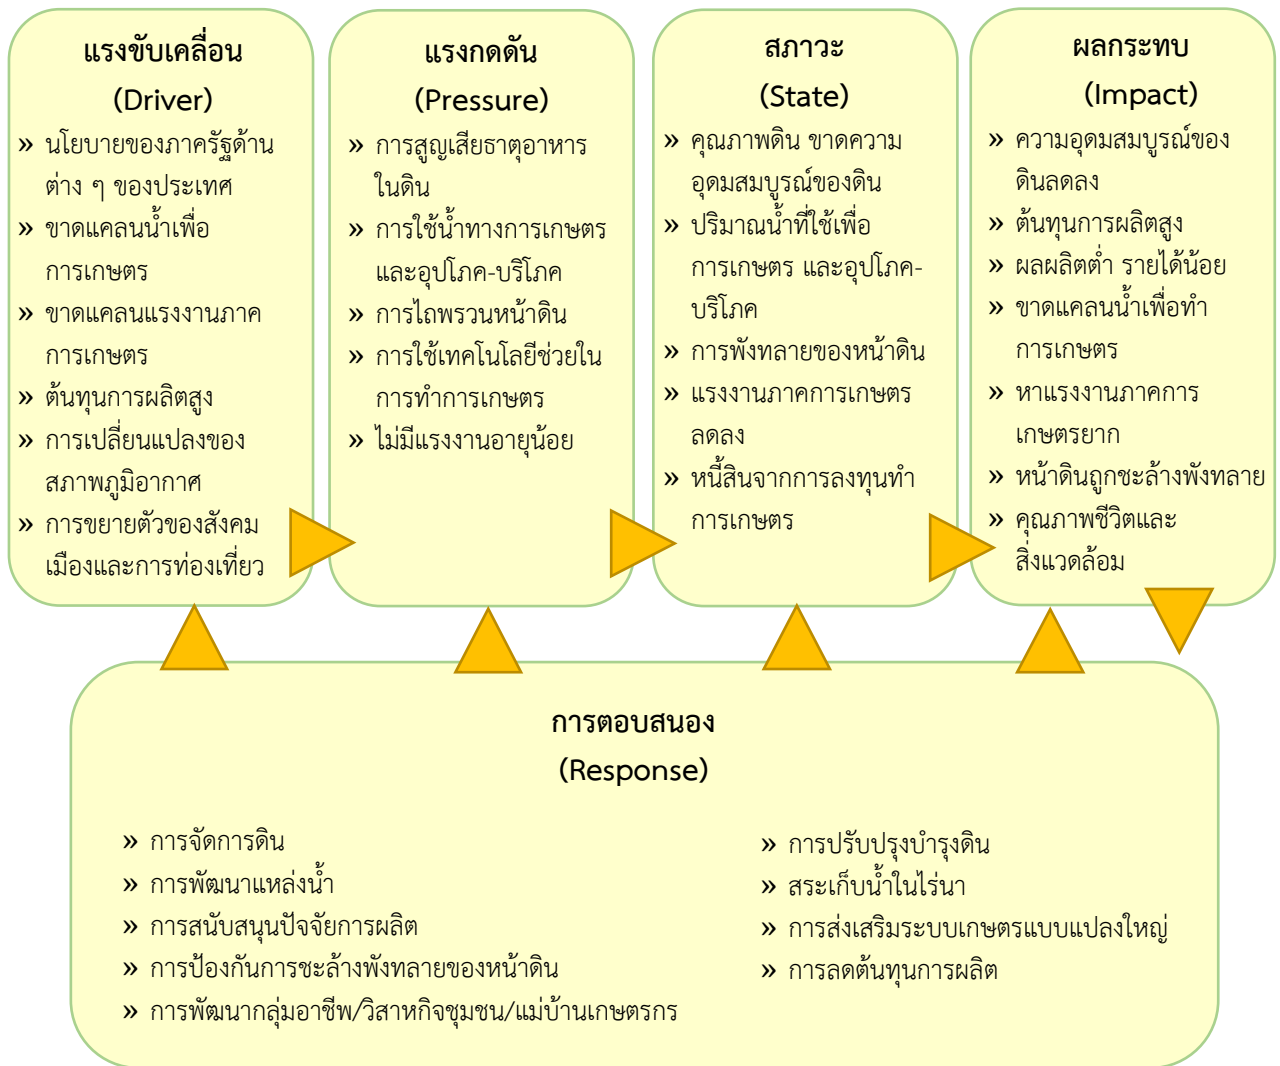 แรงขับเคลื่อน
(Driver)
» นโยบายของภาครัฐด้าน
ต่าง ๆ ของประเทศ
» ขาดแคลนน้ำเพื่อ
การเกษตร
» ขาดแคลนแรงงานภาค
การเกษตร
» ต้นทุนการผลิตสูง
» การเปลี่ยนแปลงของ
สภาพภูมิอากาศ
» การขยายตัวของสังคม
เมืองและการท่องเที่ยว
แรงกดดัน
(Pressure)
» การสูญเสียธาตุอาหาร
ในดิน
» การใช้น้ำทางการเกษตร
และอุปโภค-บริโภค
» การไถพรวนหน้าดิน
» การใช้เทคโนโลยีช่วยใน
การทำการเกษตร
» ไม่มีแรงงานอายุน้อย
สภาวะ
(State)
» คุณภาพดิน ขาดความ
อุดมสมบูรณ์ของดิน
» ปริมาณน้ำที่ใช้เพื่อ
การเกษตร และอุปโภค-
บริโภค
» การพังทลายของหน้าดิน
» แรงงานภาคการเกษตร
ลดลง
» หนี้สินจากการลงทุนทำ
การเกษตร
ผลกระทบ
(Impact)
» ความอุดมสมบูรณ์ของ
ดินลดลง
» ต้นทุนการผลิตสูง
» ผลผลิตต่ำ รายได้น้อย
» ขาดแคลนน้ำเพื่อทำ
การเกษตร
» หาแรงงานภาคการ
เกษตรยาก
» หน้าดินถูกชะล้างพังทลาย
» คุณภาพชีวิตและ
สิ่งแวดล้อม
การตอบสนอง
(Response)
» การจัดการดิน
» การพัฒนาแหล่งน้ำ
» การสนับสนุนปัจจัยการผลิต
» การป้องกันการชะล้างพังทลายของหน้าดิน
» การพัฒนากลุ่มอาชีพ/วิสาหกิจชุมชน/แม่บ้านเกษตรกร
» การปรับปรุงบำรุงดิน
» สระเก็บน้ำในไร่นา
» การส่งเสริมระบบเกษตรแบบแปลงใหญ่
» การลดต้นทุนการผลิต